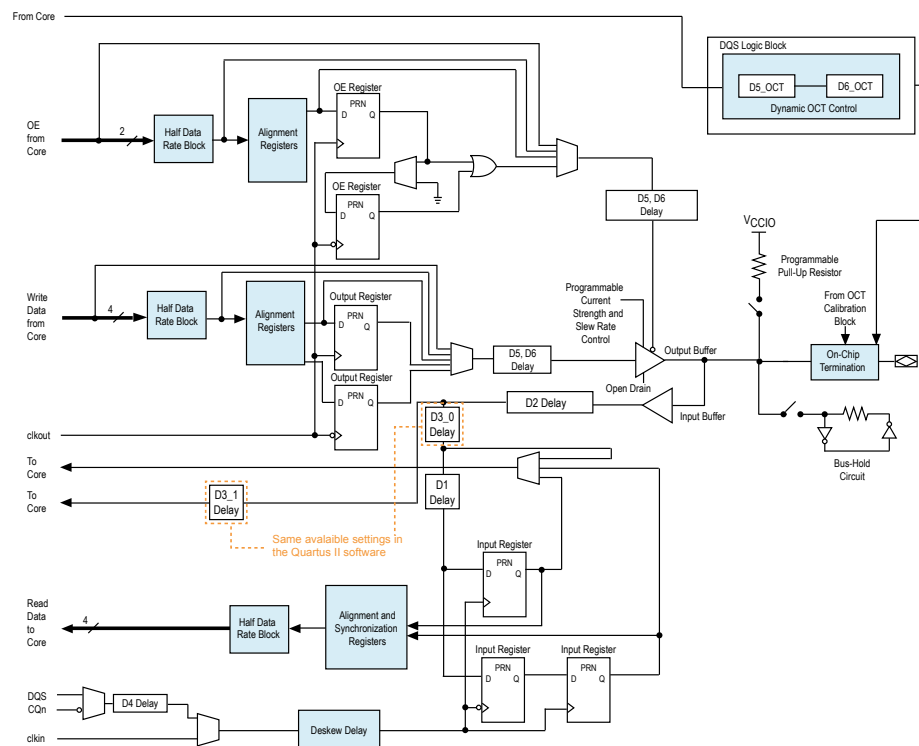 From Core
DQS Logic Block
D5_OCT
D6_OCT
Dynamic OCT Control
OE Register
PRN
D
Q
OE
from
Core
2
Half Data
Rate Block
Alignment
Registers
OE Register
PRN
D
Q
D5, D6
Delay
VCCIO
Programmable
Pull-Up Resistor
Write
Data
from
Core
4
Half Data
Rate Block
Alignment
Registers
Output Register
PRN
D
Q
Programmable
Current
Strength and
Slew Rate
Control
From OCT
Calibration
Block
D5, D6
Delay
Output Buffer
On-Chip
Termination
Output Register
PRN
D
Q
Open Drain
D2 Delay
Input Buffer
clkout
D3_0
Delay
To
Core
Bus-Hold
Circuit
To
Core
D3_1
Delay
D1
Delay
Same avalaible settings in
the Quartus II software
Input Register
PRN
D
Q
Read
Data
to
Core
4
Half Data
Rate Block
Alignment and
Synchronization
Registers
Input Register
PRN
D
Q
Input Register
PRN
D
Q
DQS
CQn
D4 Delay
clkin
Deskew Delay